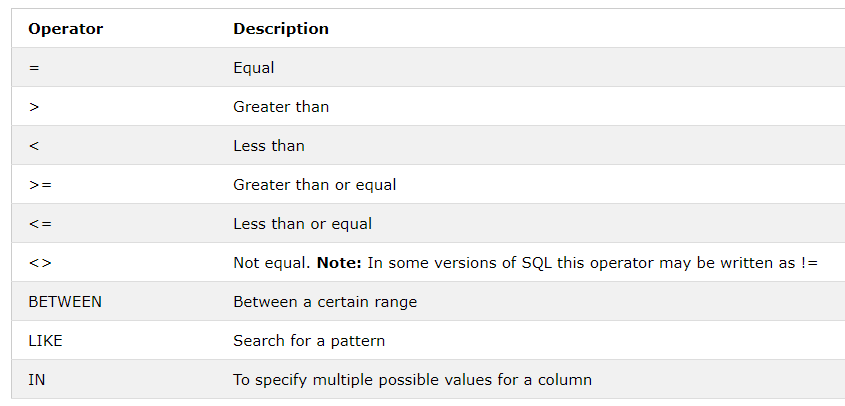 Operator Description
= Equal
> Greater than
< Less than
>= Greater than or equal
<= Less than or equal
<> Not equal. Note: In some versions of SQL this operator may be written as !=
BETWEEN Between a certain range
LIKE Search for a pattern
IN To specify multiple possible values for a column